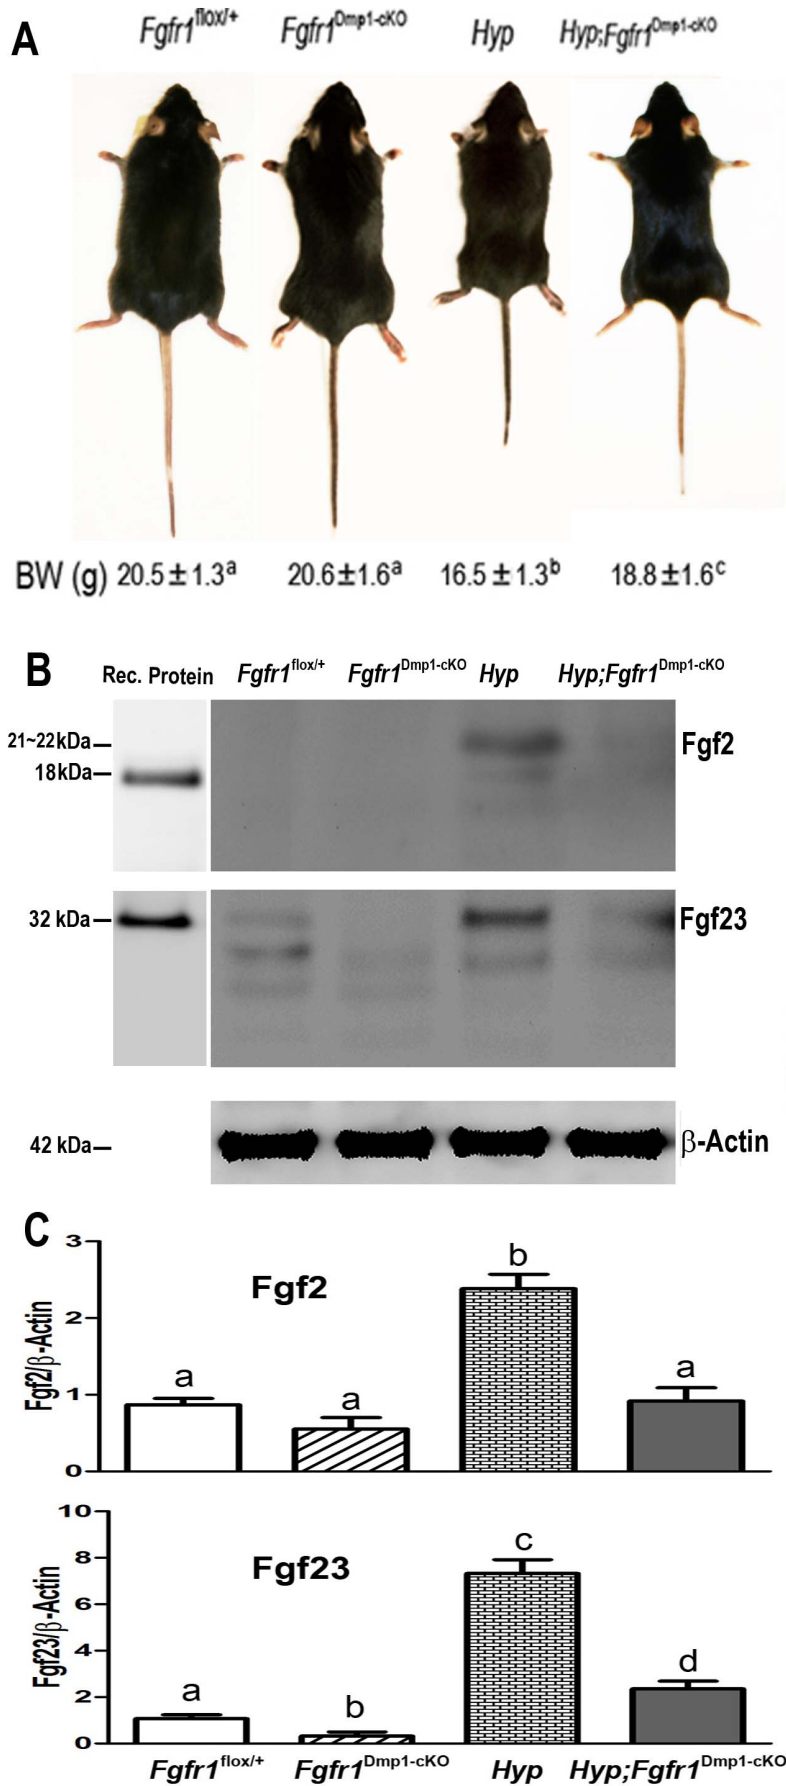 A
Fgfr1flox/+ Fgfr1Dmp1-cKO Hyp Hyp;Fgfr1Dmp1-cKO
BW (g) 20.5±1.3a 20.6±1.6a 16.5±1.3b 18.8±1.6c
B
Rec. Protein Fgfr1flox/+ Fgfr1Dmp1-cKO Hyp Hyp;Fgfr1Dmp1-cKO
21~22kDa
Fgf2
18kDa
32 kDa
Fgf23
42 kDa
β-Actin
C
Fgf2/β-Actin
3
2
1
0
Fgf2
a a b a
Fgf23/β-Actin
10
8
6
4
2
0
Fgf23
a b c d
Fgfr1flox/+ Fgfr1Dmp1-cKO Hyp Hyp;Fgfr1Dmp1-cKO